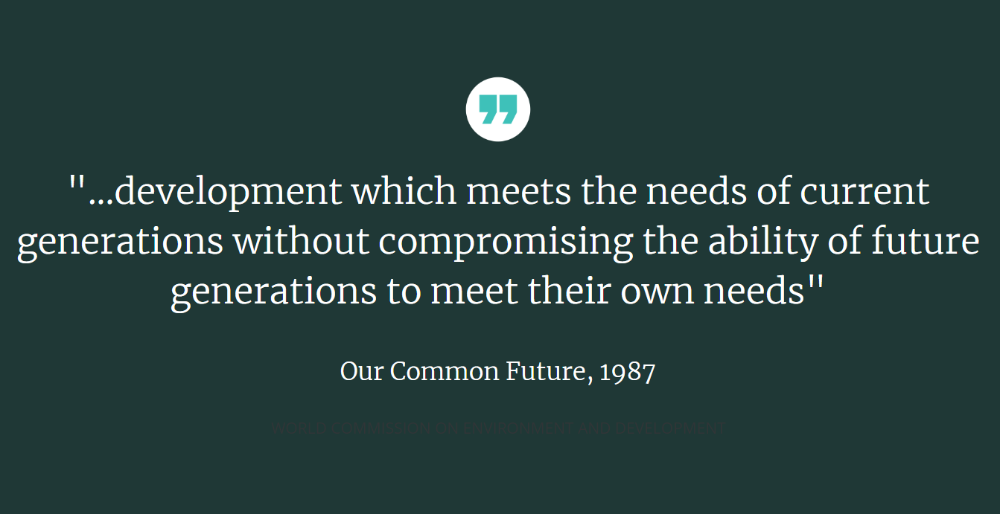 "...development which meets the needs of current
generations without compromising the ability of future
generations to meet their own needs"
Our Common Future, 1987
WORLD COMMISSION ON ENVIRONMENT AND DEVELOPMENT